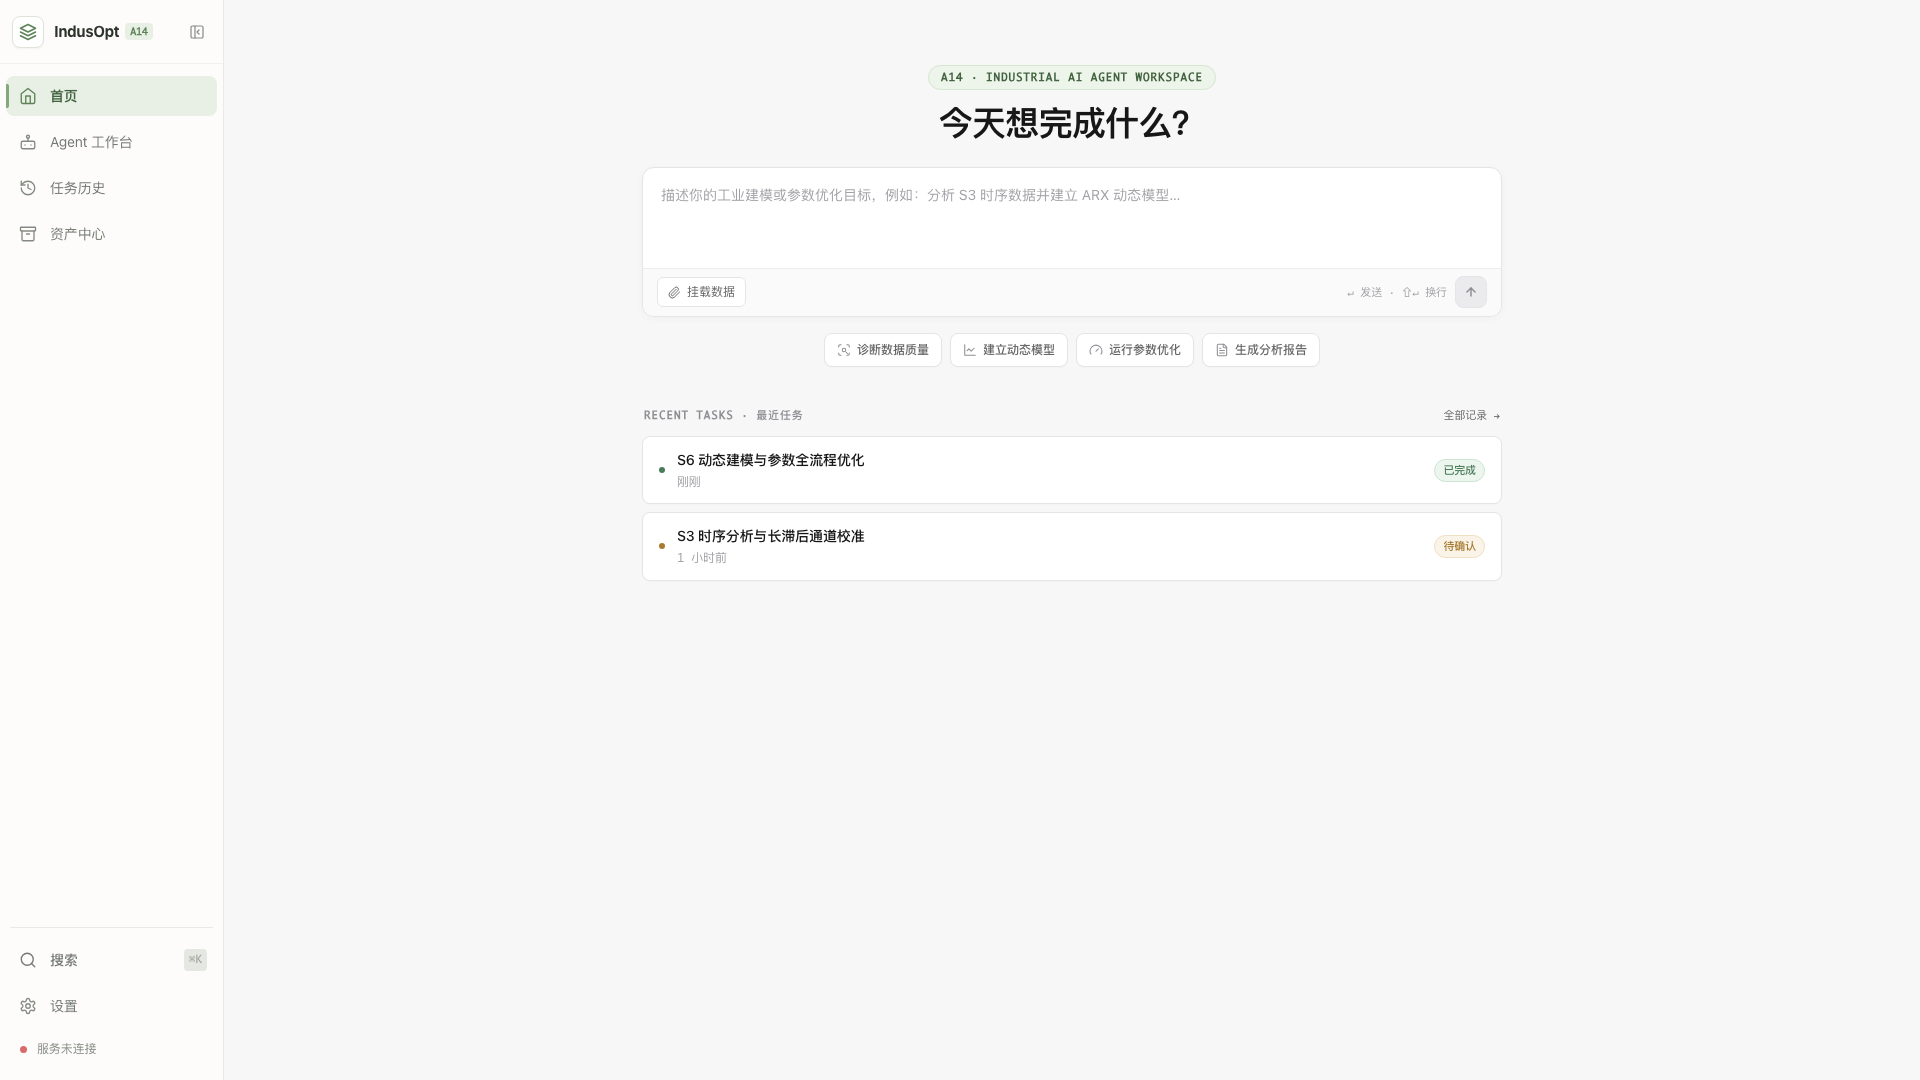 IndusOpt A14
首页
Agent 工作台
任务历史
资产中心
搜索 ⌘K
设置
服务未连接
A14 · INDUSTRIAL AI AGENT WORKSPACE
今天想完成什么?
描述你的工业建模或参数优化目标，例如：分析 S3 时序数据并建立 ARX 动态模型...
挂载数据
↵ 发送 · ⇧↵ 换行
诊断数据质量
建立动态模型
运行参数优化
生成分析报告
RECENT TASKS · 最近任务
全部记录 →
S6 动态建模与参数全流程优化
刚刚
已完成
S3 时序分析与长滞后通道校准
1 小时前
待确认